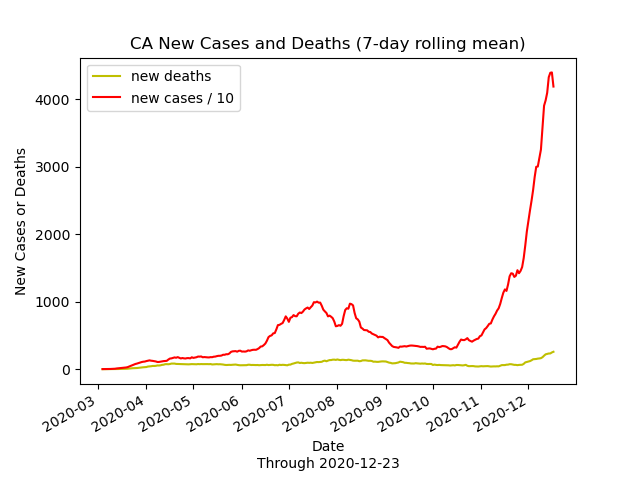 CA New Cases and Deaths (7-day rolling mean)
new deaths
new cases / 10
4000
3000
2000
1000
0
New Cases or Deaths
2020-03
2020-04
2020-05
2020-06
2020-07
2020-08
2020-09
2020-10
2020-11
2020-12
Date
Through 2020-12-23